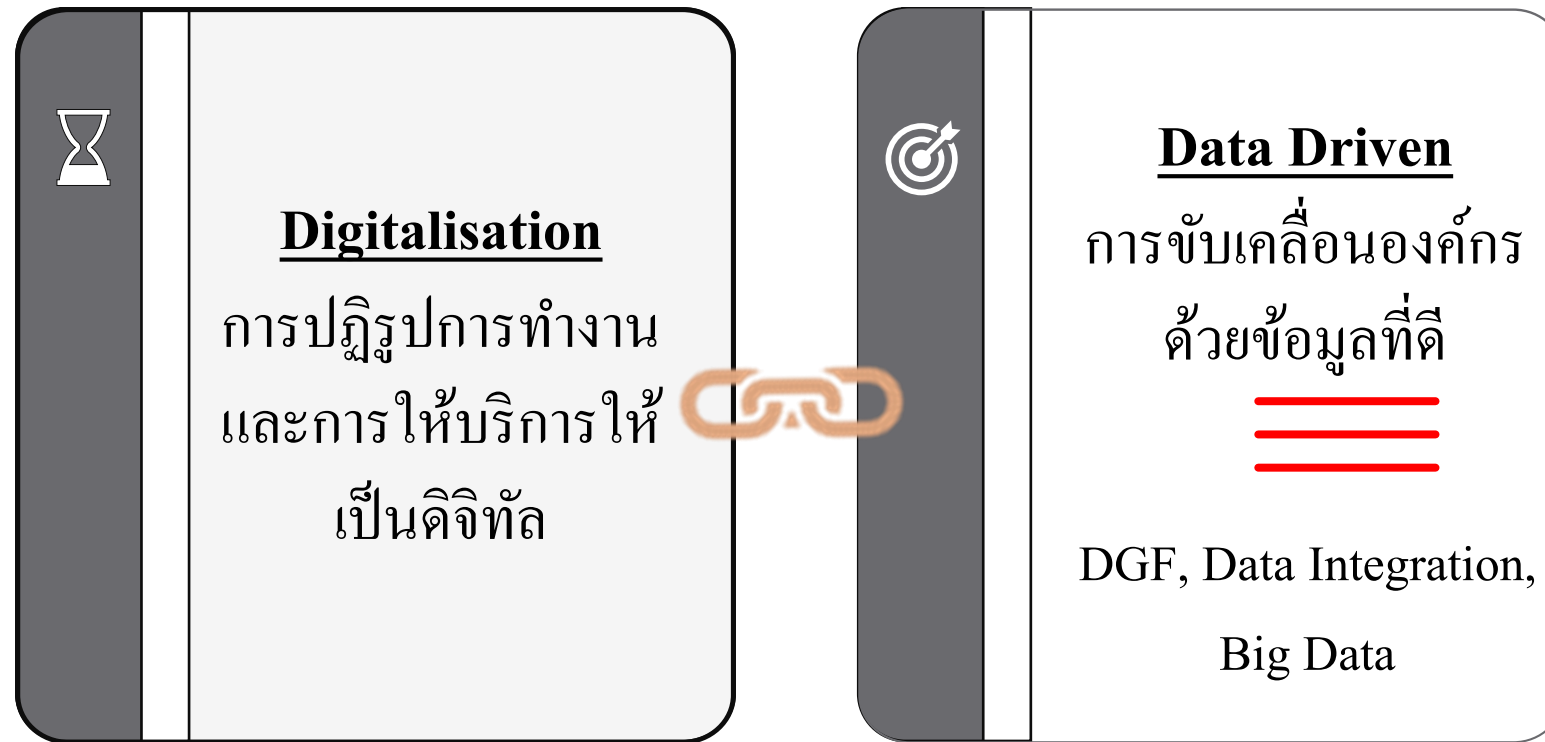 Digitalisation
การปฏิรูปการทำงาน
และการให้บริการให้
เป็นดิจิทัล
Data Driven
การขับเคลื่อนองค์กร
ด้วยข้อมูลที่ดี
DGF, Data Integration,
Big Data